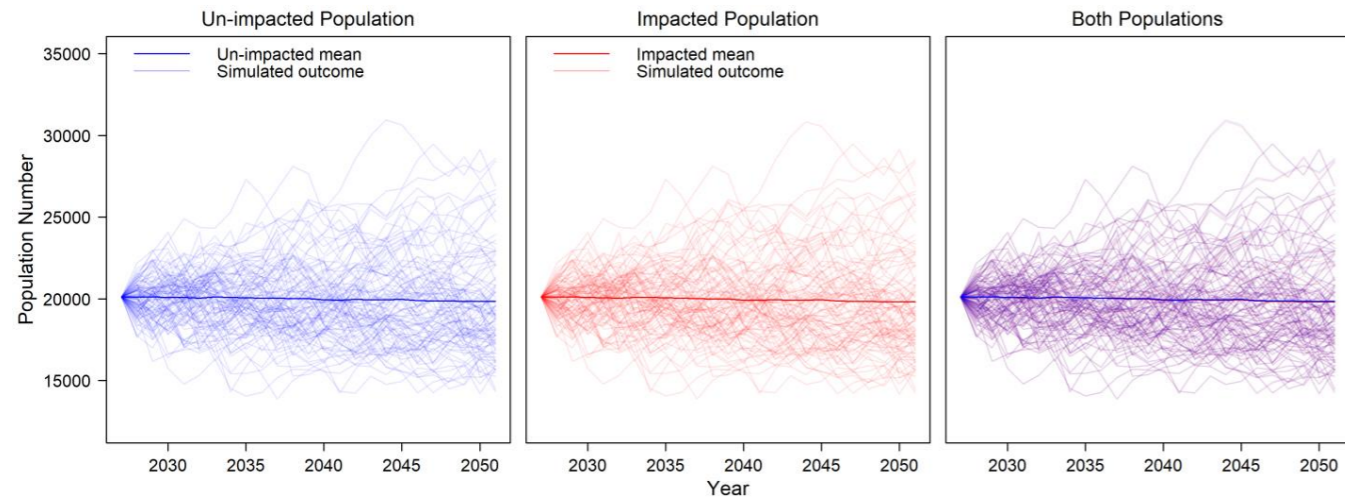 Un-impacted Population
Impacted Population
Both Populations
Un-impacted mean
Simulated outcome
Impacted mean
Simulated outcome
Population Number
35000
30000
25000
20000
15000
2030 2035 2040 2045 2050
2030 2035 2040 2045 2050
2030 2035 2040 2045 2050
Year